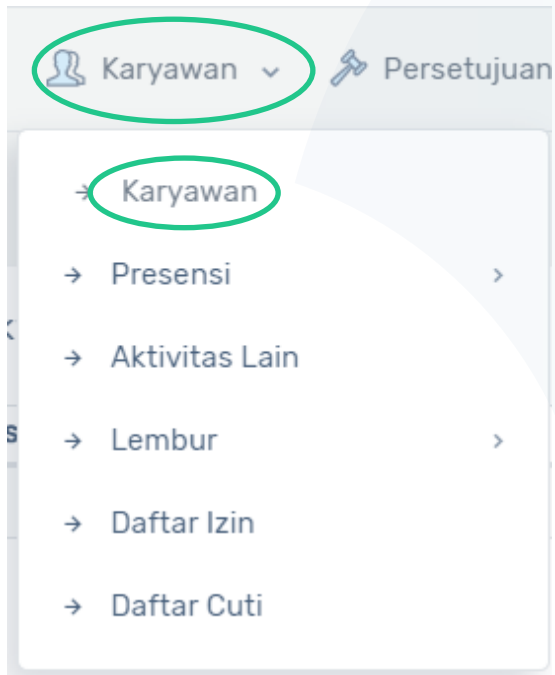 Karyawan Persetujuan
Karyawan
Presensi
Aktivitas Lain
Lembur
Daftar Izin
Daftar Cuti